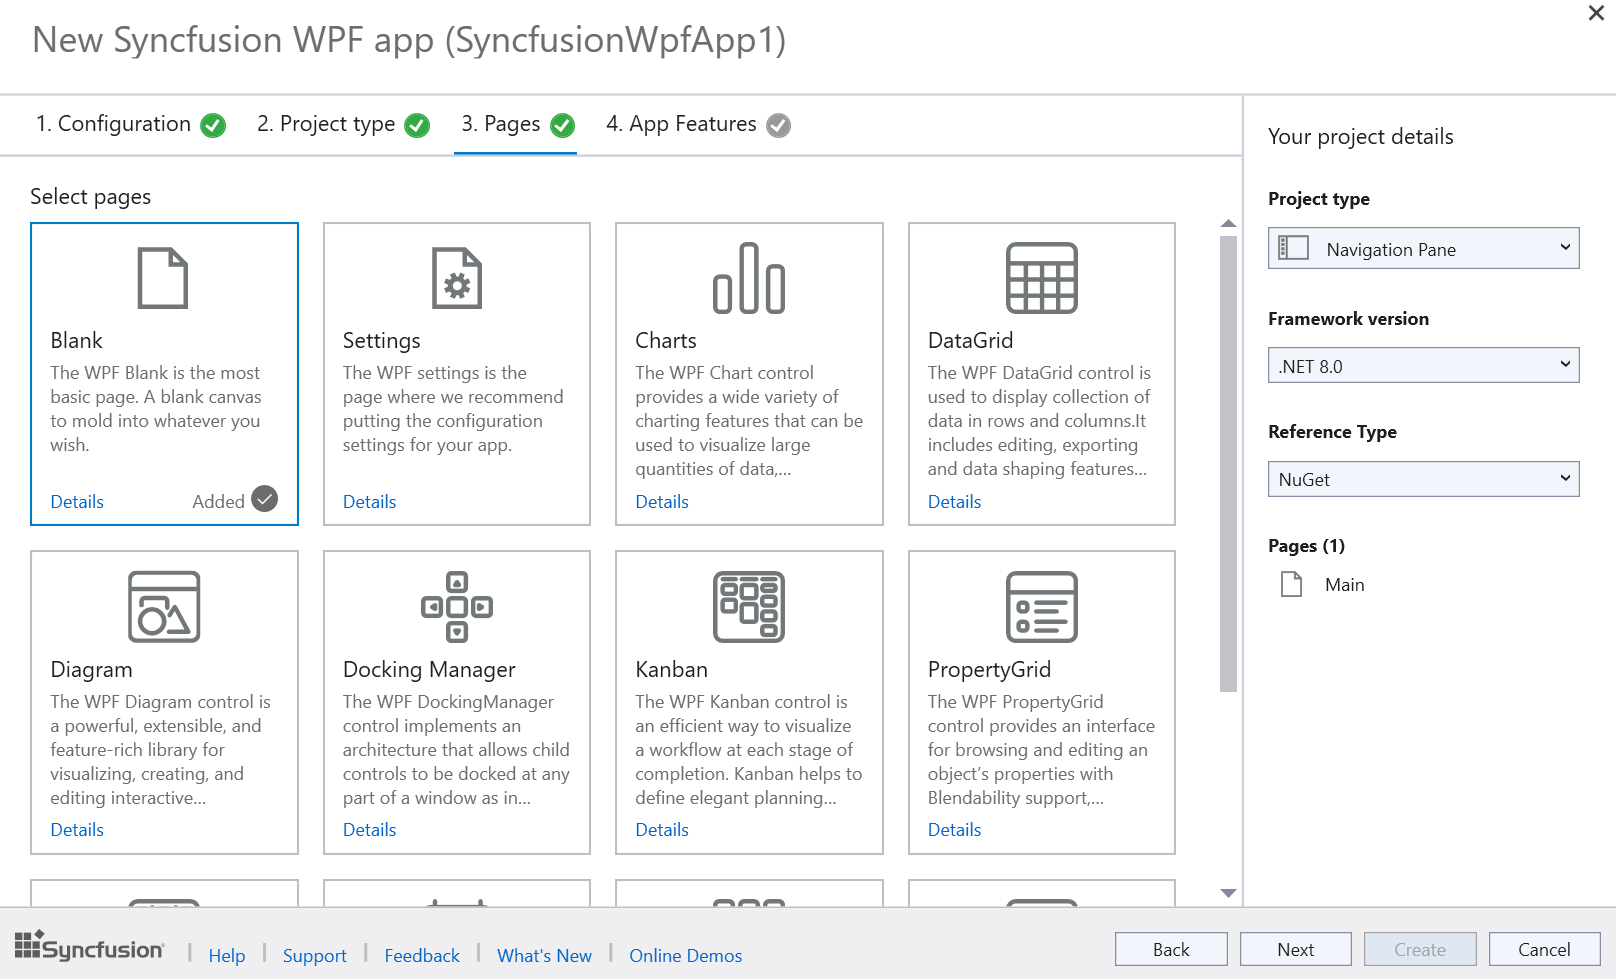 New Syncfusion WPF app (SyncfusionWpfApp1)
1. Configuration
2. Project type
3. Pages
4. App Features
Select pages
Blank
The WPF Blank is the most
basic page. A blank canvas
to mold into whatever you
wish.
Details
Added
Settings
The WPF settings is the
page where we recommend
putting the configuration
settings for your app.
Details
Charts
The WPF Chart control
provides a wide variety of
charting features that can be
used to visualize large
quantities of data,...
Details
DataGrid
The WPF DataGrid control is
used to display collection of
data in rows and columns.It
includes editing, exporting
and data shaping features...
Details
Diagram
The WPF Diagram control is
a powerful, extensible, and
feature-rich library for
visualizing, creating, and
editing interactive...
Details
Docking Manager
The WPF DockingManager
control implements an
architecture that allows child
controls to be docked at any
part of a window as in...
Details
Kanban
The WPF Kanban control is
an efficient way to visualize
a workflow at each stage of
completion. Kanban helps to
define elegant planning...
Details
PropertyGrid
The WPF PropertyGrid
control provides an interface
for browsing and editing an
object’s properties with
Blendability support,...
Details
Your project details
Project type
Navigation Pane
Framework version
.NET 8.0
Reference Type
NuGet
Pages (1)
Main
Syncfusion
Help
Support
Feedback
What's New
Online Demos
Back
Next
Create
Cancel